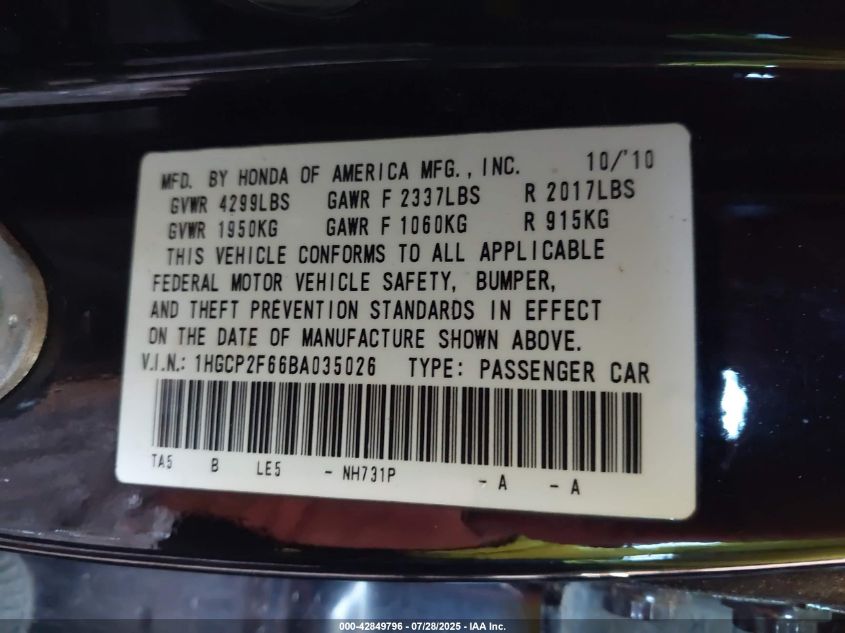 MFD. BY HONDA OF AMERICA MFG., INC. 10/'10
GVWR 4299LBS GAWR F 2337LBS R 2017LBS
GVWR 1950KG GAWR F 1060KG R 915KG
THIS VEHICLE CONFORMS TO ALL APPLICABLE
FEDERAL MOTOR VEHICLE SAFETY, BUMPER,
AND THEFT PREVENTION STANDARDS IN EFFECT
ON THE DATE OF MANUFACTURE SHOWN ABOVE.
V.I.N.: 1HGCP2F66BA035026 TYPE: PASSENGER CAR
TA5 B LE5 - NH731P - A - A
000-42849796 - 07/28/2025 - IAA Inc.